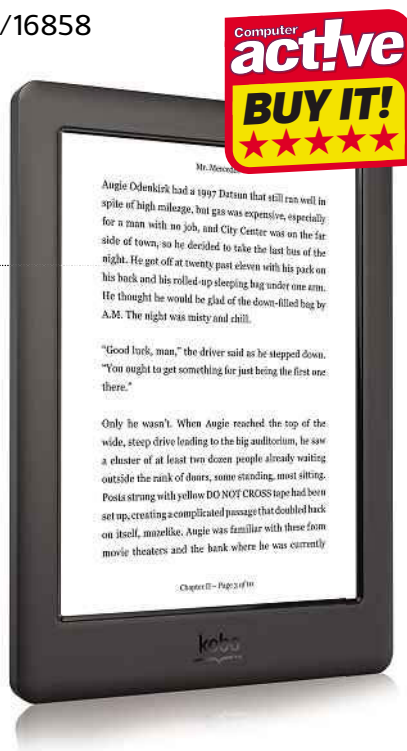 /16858
Computer
act!ve
BUY IT!
Mr. Mercedes
Augie Odenkirk had a 1997 Datsun that still ran well in
spite of high mileage, but gas was expensive, especially
for a man with no job, and City Center was on the far
side of town, so he decided to take the last bus of the
night. He got off at twenty past eleven with his pack on
his back and his rolled-up sleeping bag under one arm.
He thought he would be glad of the down-filled bag by
A.M. The night was misty and chill.
“Good luck, man,” the driver said as he stepped down.
“You ought to get something for just being the first one
there.”
Only he wasn’t. When Augie reached the top of the
wide, steep drive leading to the big auditorium, he saw
a cluster of at least two dozen people already waiting
outside the rank of doors, some standing, most sitting.
Posts strung with yellow DO NOT CROSS tape had been
set up, creating a complicated passage that doubled back
on itself, mazelike. Augie was familiar with these from
movie theaters and the bank where he was currently
Chapter II – Page 3 of 10
kobo